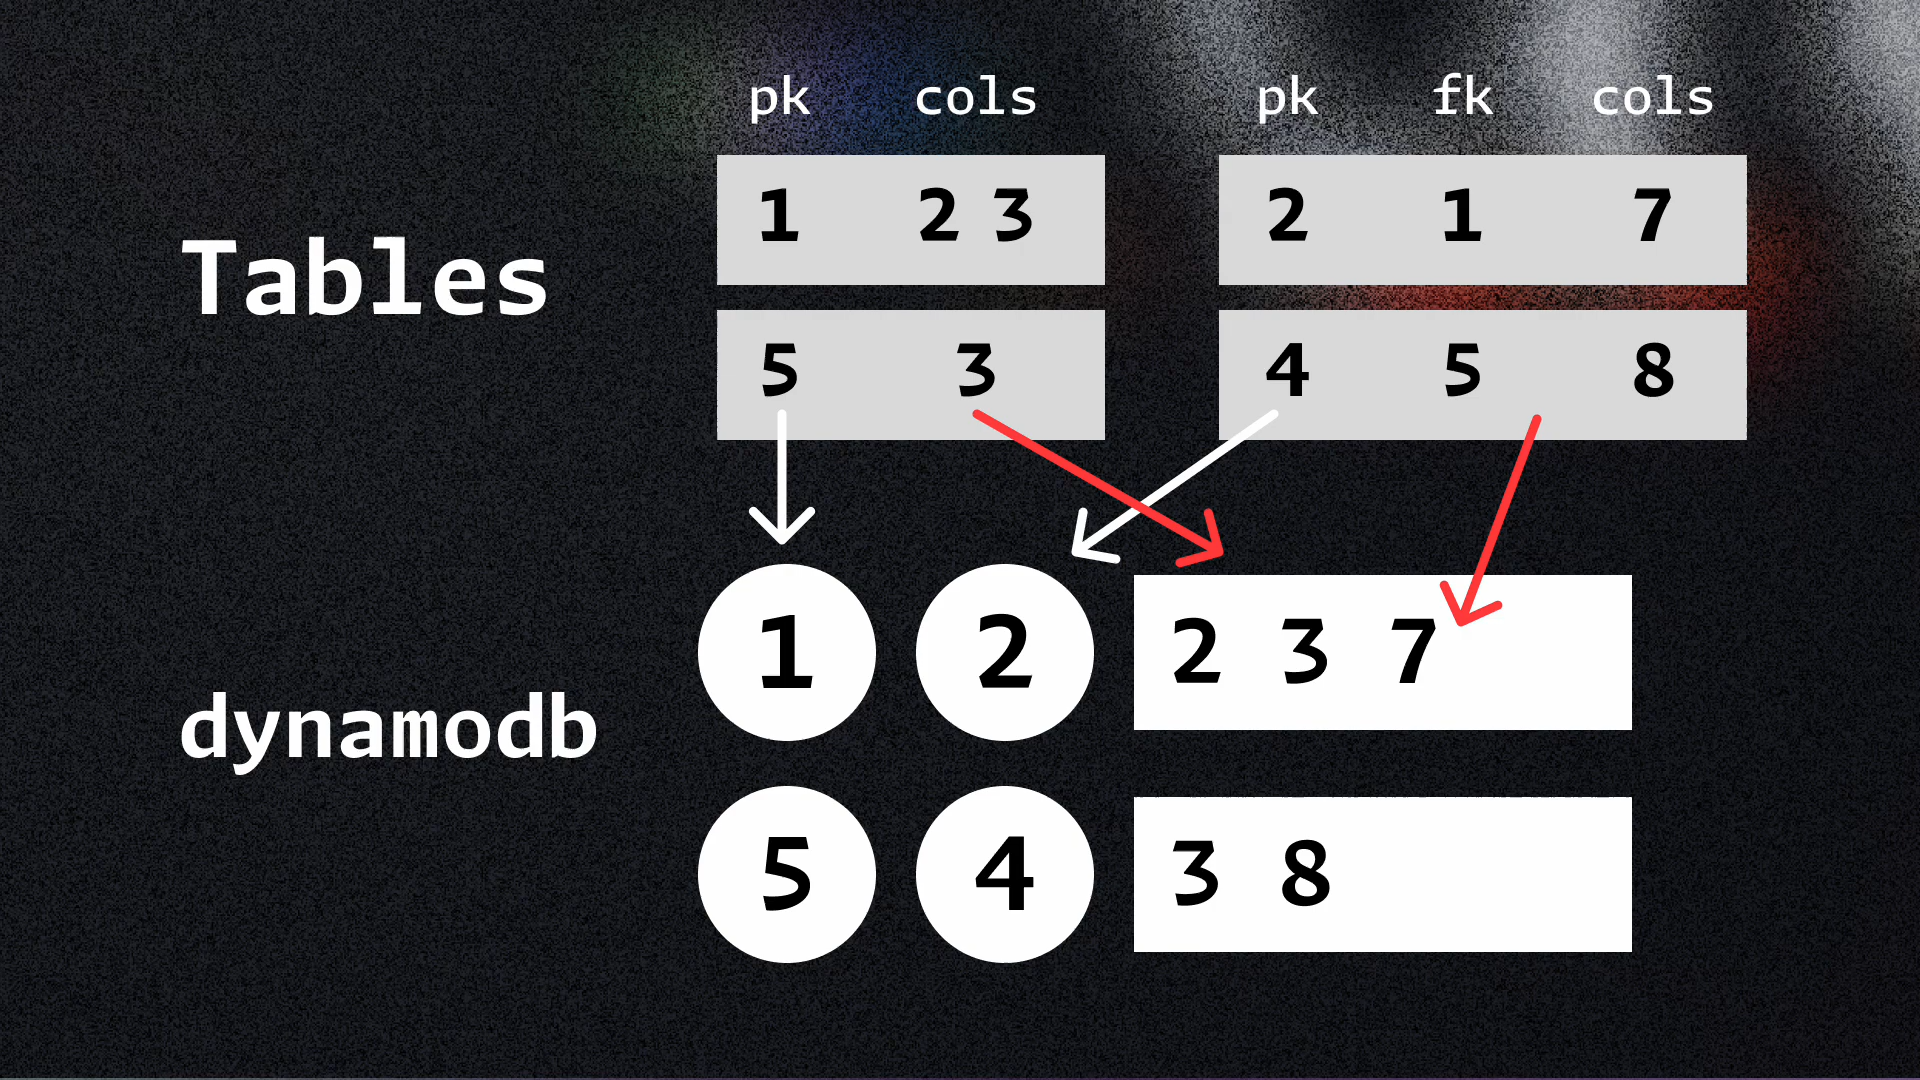 pk cols pk fk cols
1 2 3 2 1 7
Tables
5 3 4 5 8
1 2 2 3 7
dynamodb
5 4 3 8